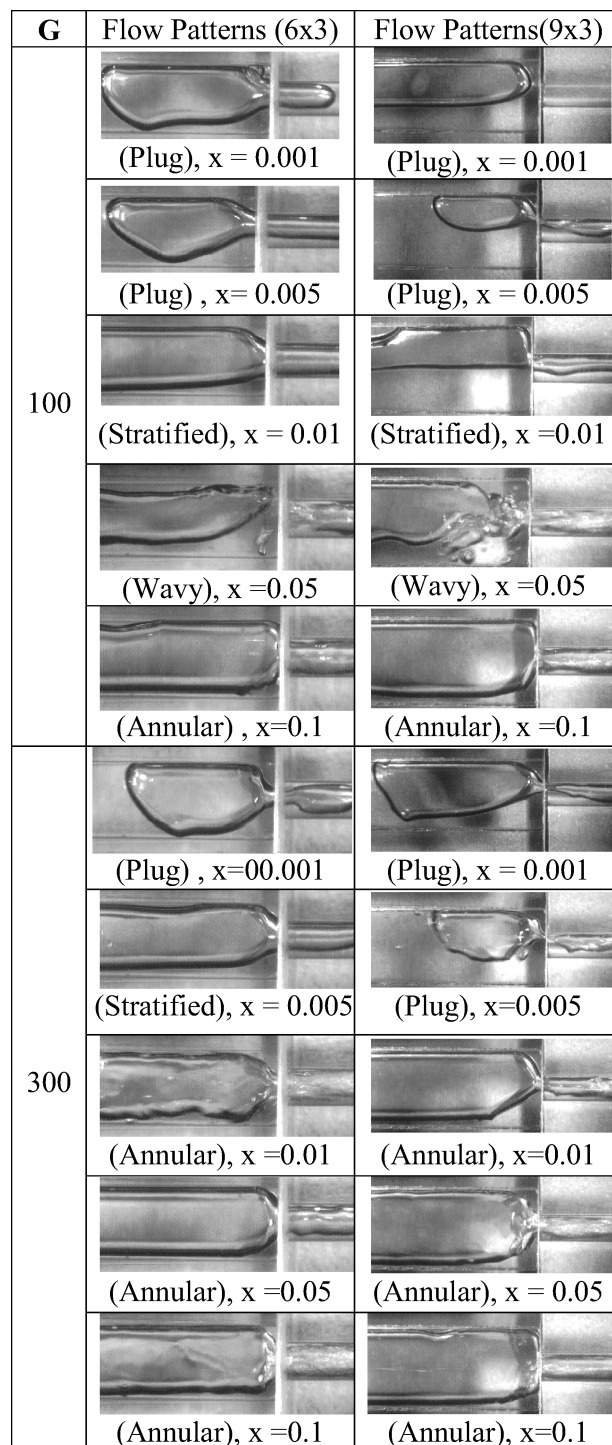 G Flow Patterns (6x3) Flow Patterns(9x3)
100
(Plug), x = 0.001 (Plug), x = 0.001
(Plug) , x= 0.005 (Plug), x = 0.005
(Stratified), x = 0.01 (Stratified), x =0.01
(Wavy), x =0.05 (Wavy), x =0.05
(Annular) , x=0.1 (Annular), x =0.1
300
(Plug) , x=00.001 (Plug), x = 0.001
(Stratified), x = 0.005 (Plug), x=0.005
(Annular), x =0.01 (Annular), x=0.01
(Annular), x =0.05 (Annular), x = 0.05
(Annular), x =0.1 (Annular), x=0.1